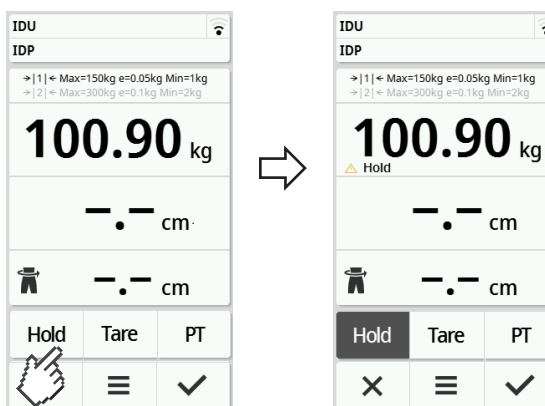 IDU
IDP
→|1|← Max=150kg e=0.05kg Min=1kg
→|2|← Max=300kg e=0.1kg Min=2kg
100.90 kg
–.– cm
–.– cm
Hold Tare PT
IDU
IDP
→|1|← Max=150kg e=0.05kg Min=1kg
→|2|← Max=300kg e=0.1kg Min=2kg
100.90 kg
Hold
–.– cm
–.– cm
Hold Tare PT